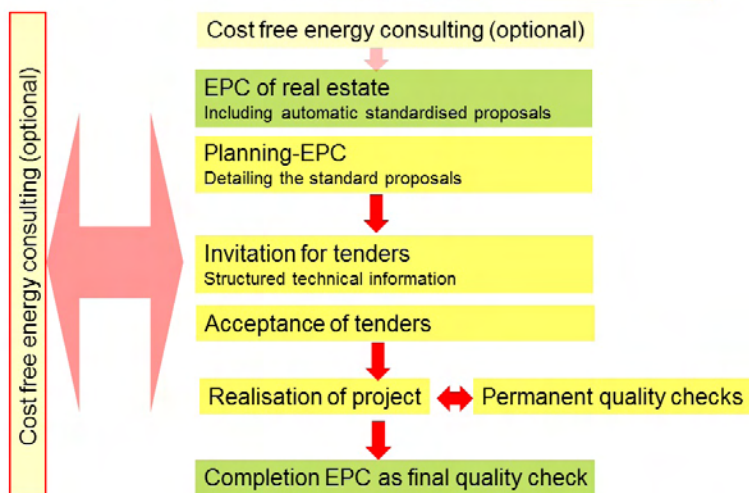 Cost free energy consulting (optional)
Cost free energy consulting (optional)
EPC of real estate
Including automatic standardised proposals
Planning-EPC
Detailing the standard proposals
Invitation for tenders
Structured technical information
Acceptance of tenders
Realisation of project
Permanent quality checks
Completion EPC as final quality check